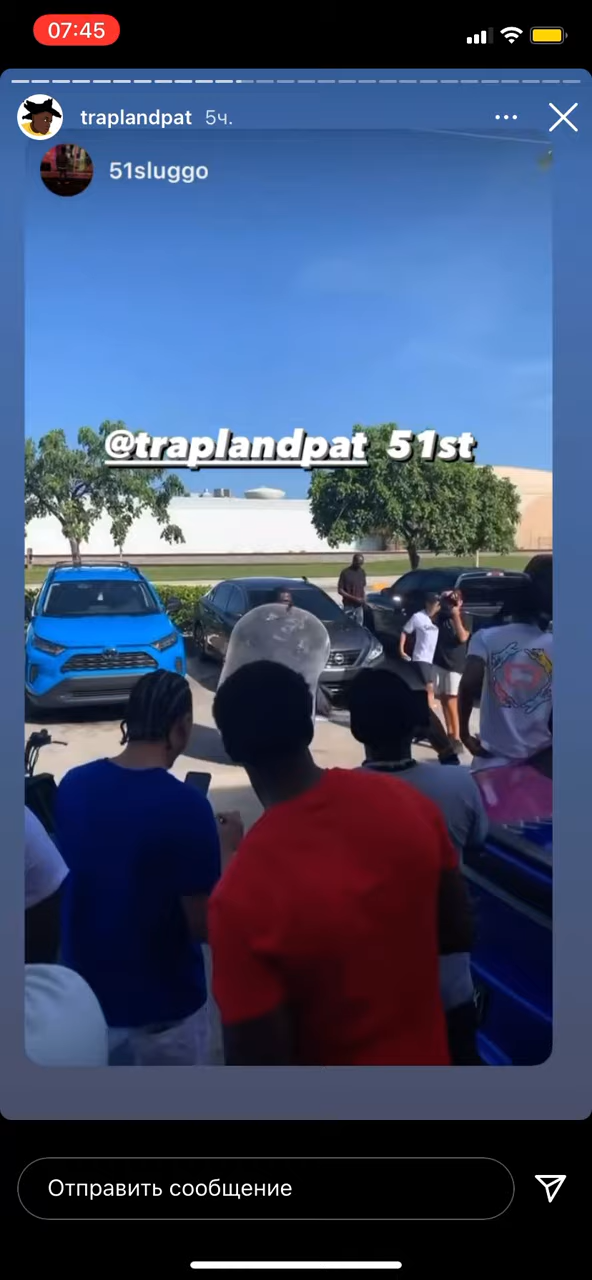 07:45
traplandpat 5ч.
51sluggo
@traplandpat 51st
Отправить сообщение